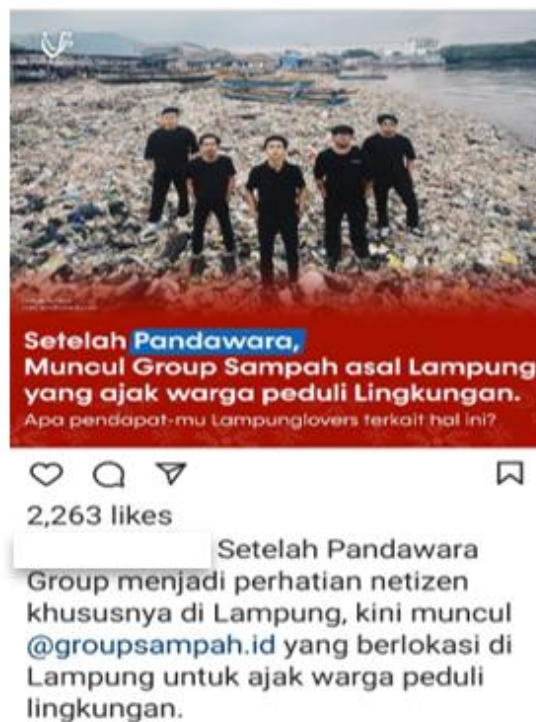 Setelah Pandawara,
Muncul Group Sampah asal Lampung
yang ajak warga peduli Lingkungan.
Apa pendapat-mu Lampunglovers terkait hal ini?
2,263 likes
Setelah Pandawara
Group menjadi perhatian netizen
khususnya di Lampung, kini muncul
@groupsampah.id yang berlokasi di
Lampung untuk ajak warga peduli
lingkungan.